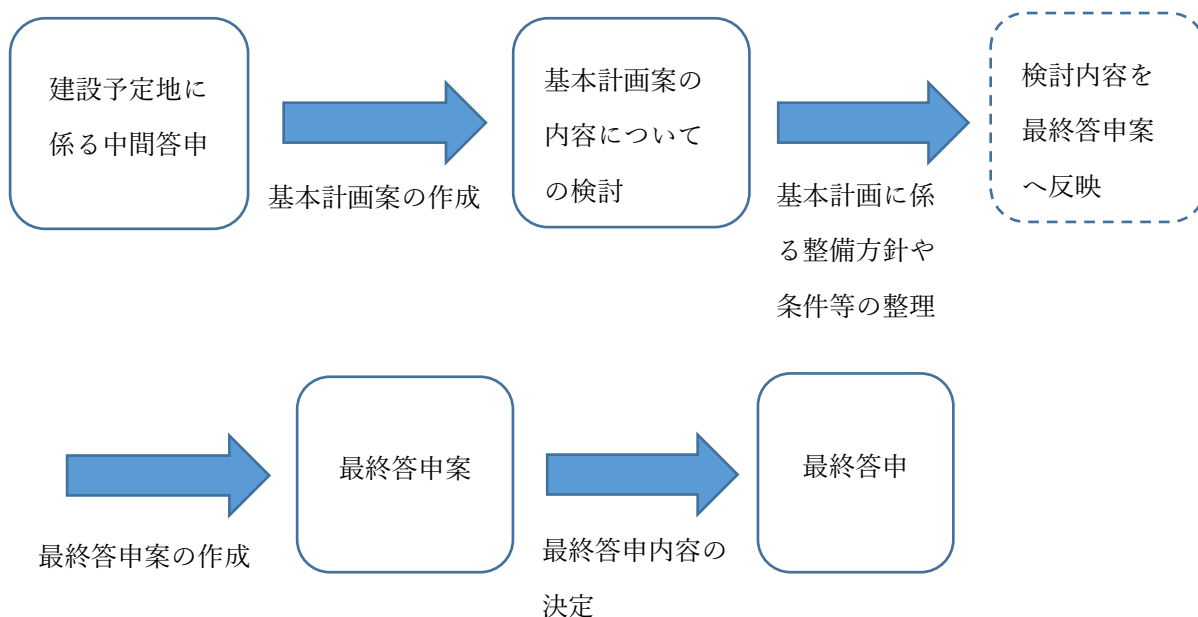 建設予定地に
係る中間答申
基本計画案の作成
基本計画案の
内容について
の検討
基本計画に係
る整備方針や
条件等の整理
検討内容を
最終答申案
へ反映
最終答申案の作成
最終答申案
最終答申内容の
決定
最終答申